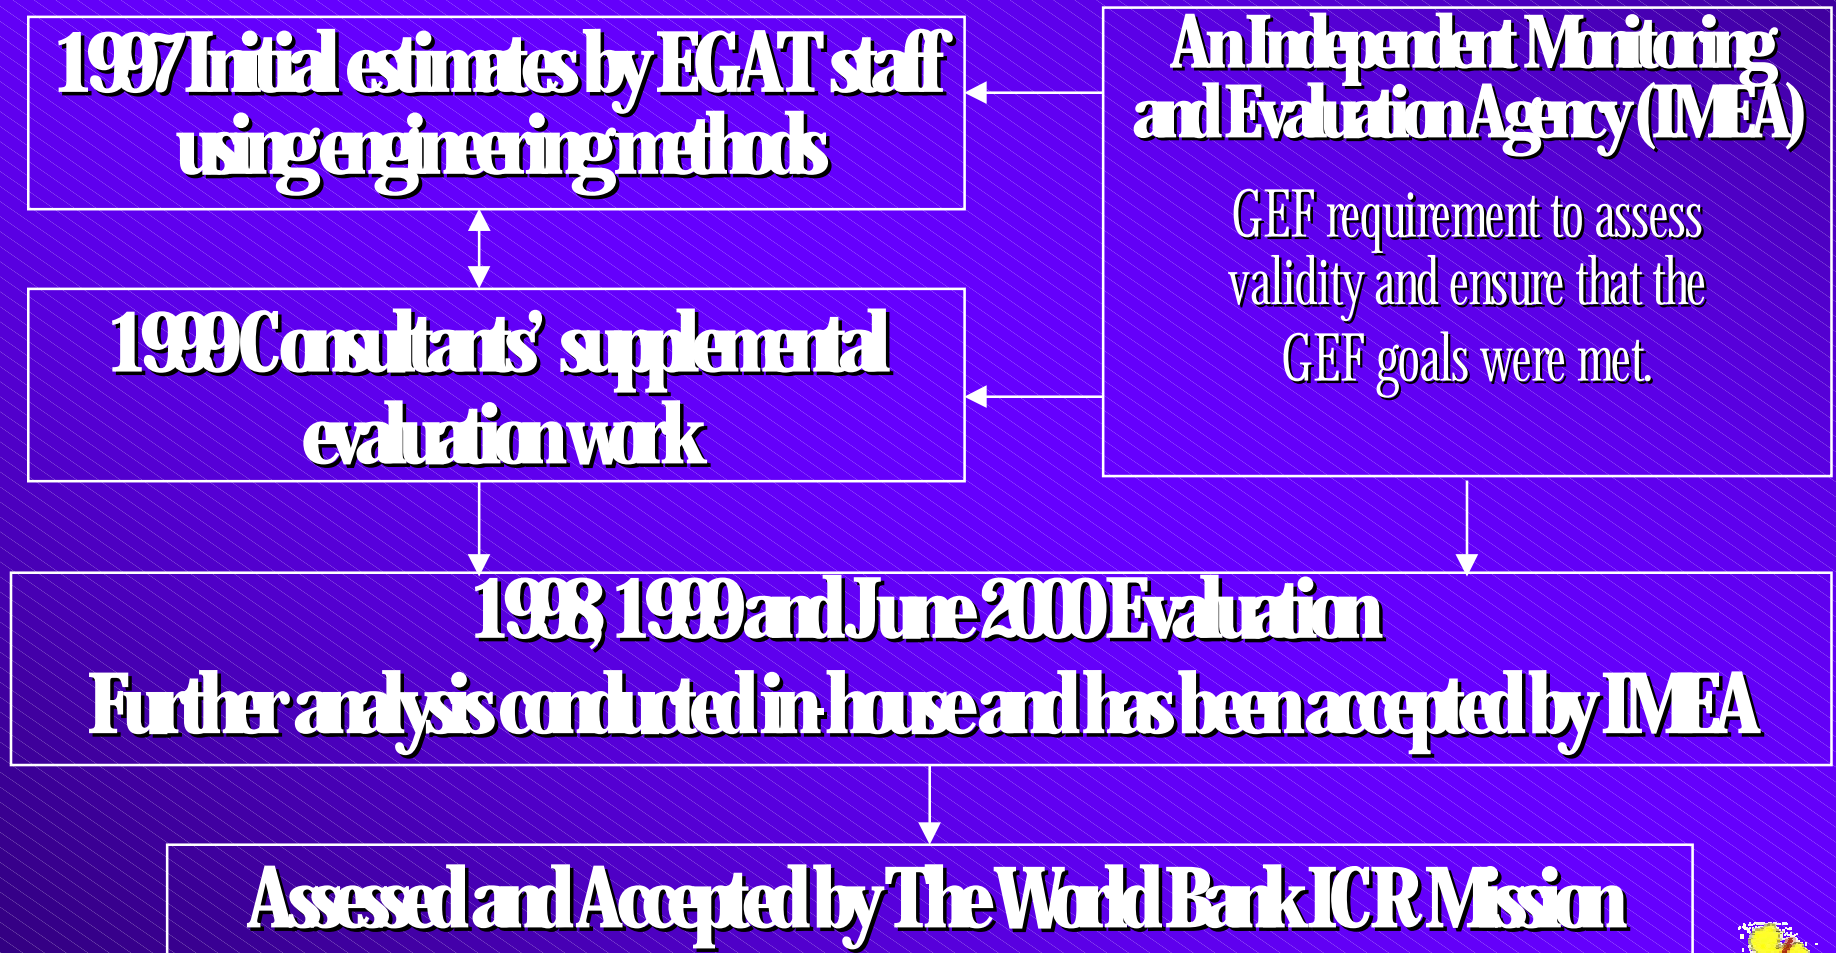 1997 Initial estimates by EGAT staff
using engineering methods
An Independent Monitoring
and Evaluation Agency (IMEA)
GEF requirement to assess
validity and ensure that the
GEF goals were met.
1999 Consultants’ supplemental
evaluation work
1998, 1999 and June 2000 Evaluation
Further analysis conducted in-house and has been accepted by IMEA
Assessed and Accepted by The World Bank ICR Mission